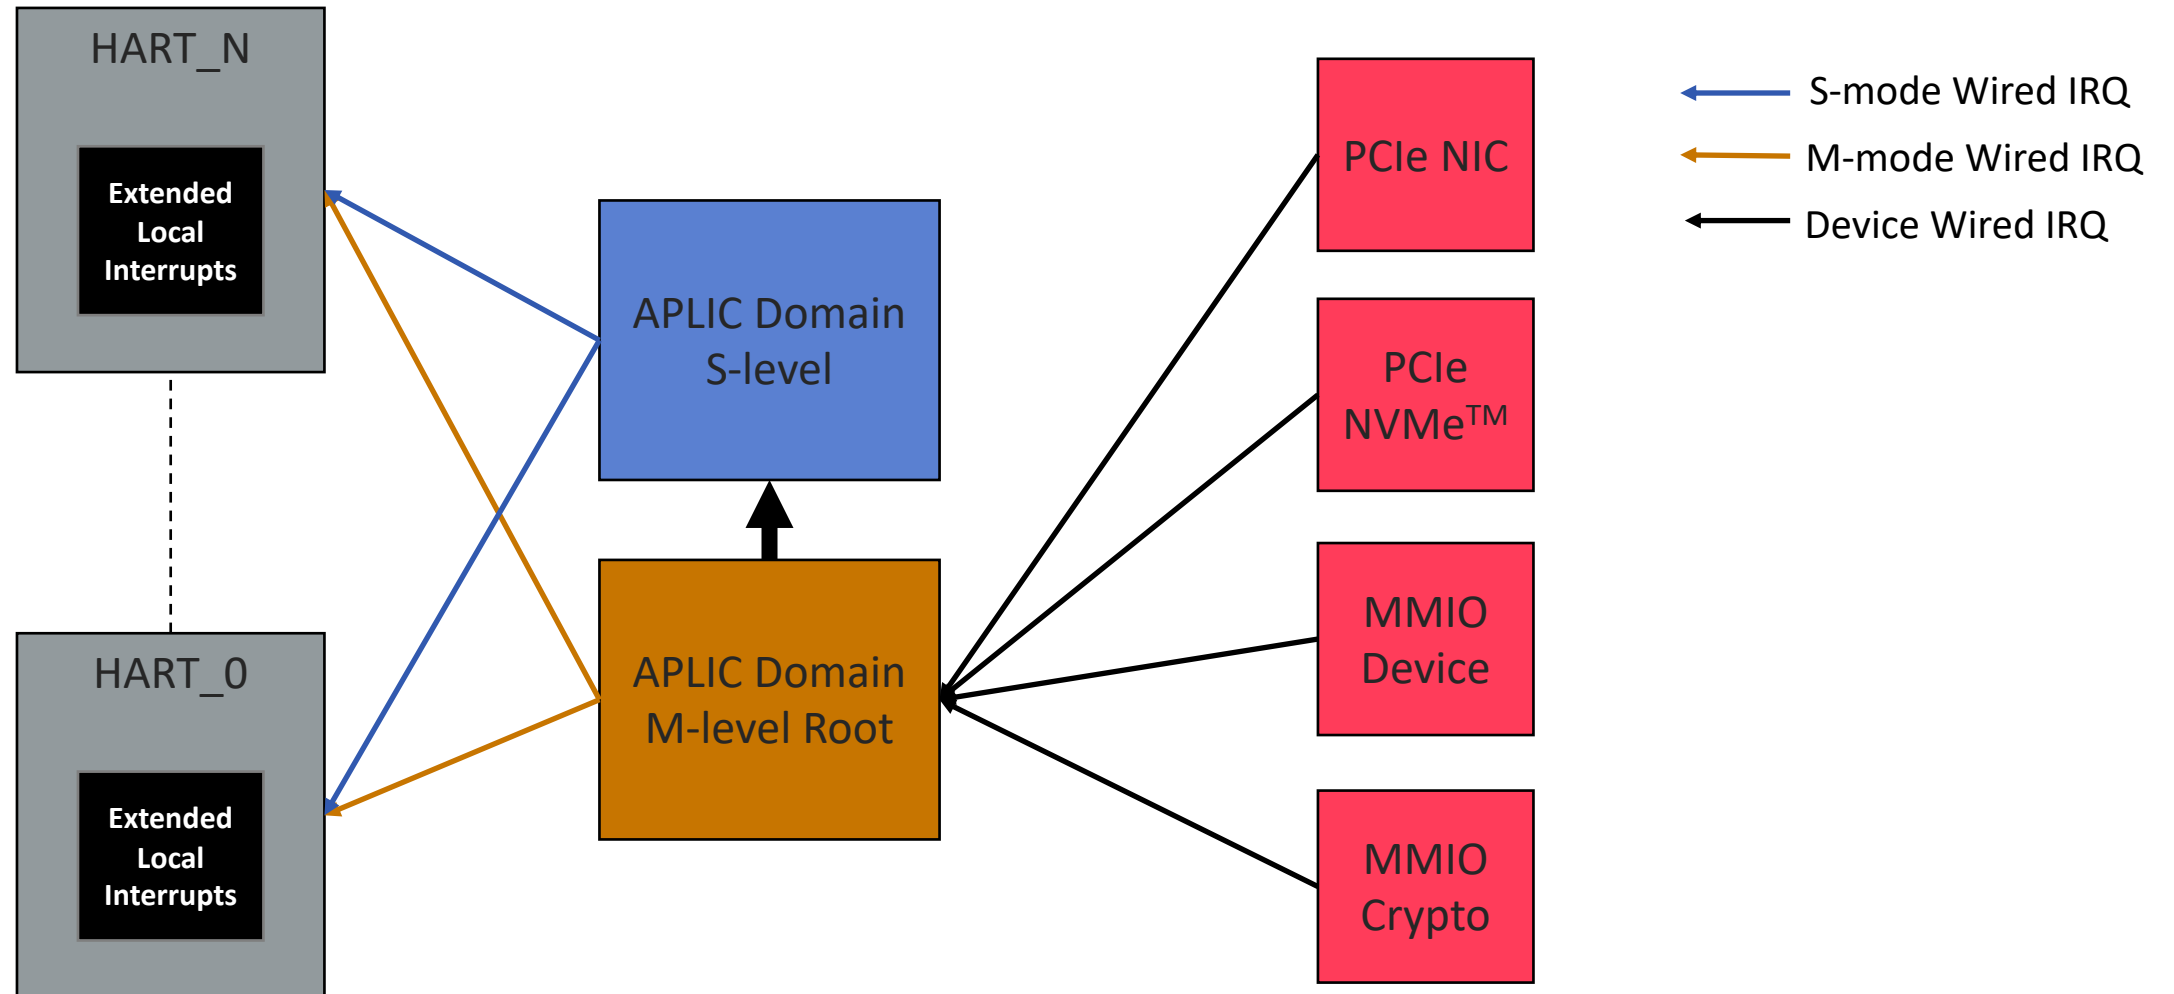 HART_N
Extended
Local
Interrupts
HART_0
Extended
Local
Interrupts
APLIC Domain
S-level
APLIC Domain
M-level Root
PCIe NIC
PCIe
NVMe™
MMIO
Device
MMIO
Crypto
S-mode Wired IRQ
M-mode Wired IRQ
Device Wired IRQ